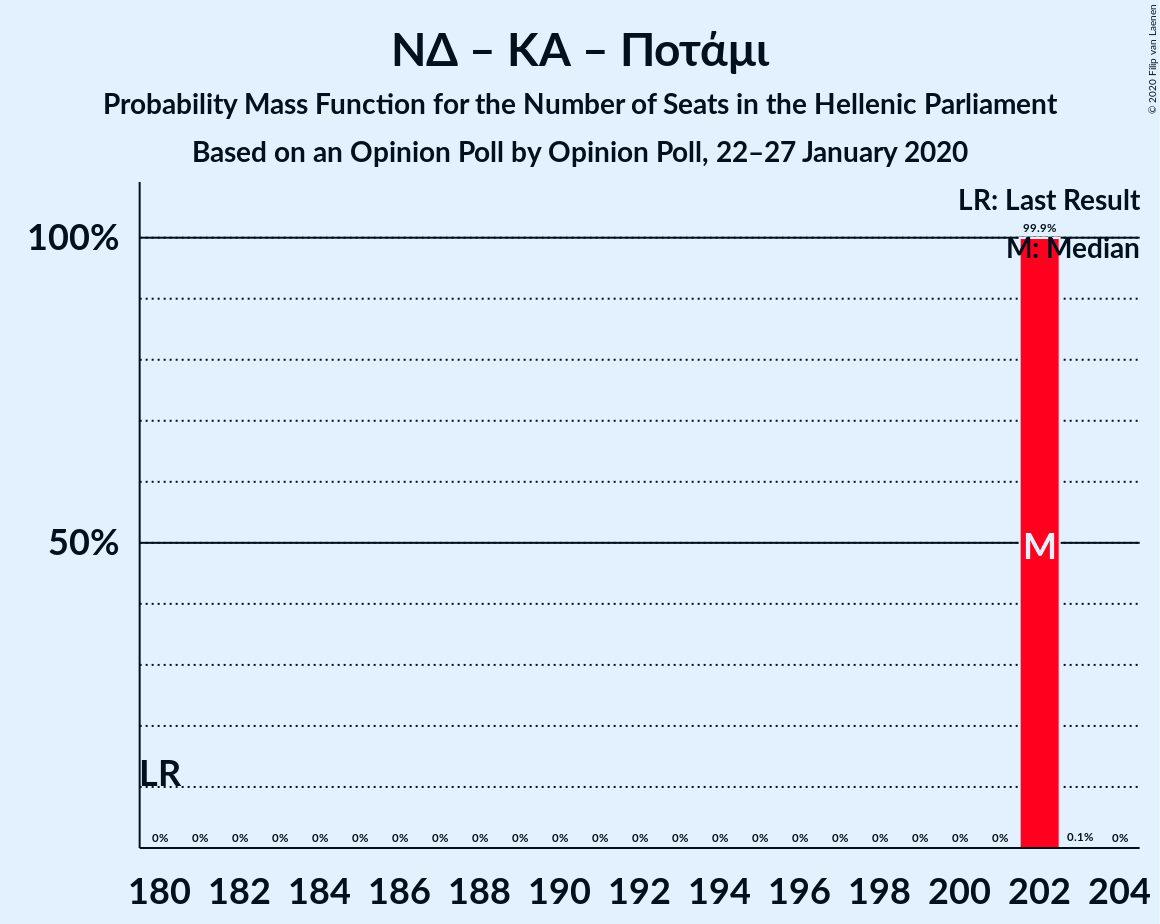 ΝΔ – ΚΑ – Ποτάμι
Probability Mass Function for the Number of Seats in the Hellenic Parliament
Based on an Opinion Poll by Opinion Poll, 22–27 January 2020
© 2020 Filip van Laenen
LR: Last Result
M: Median
99.9%
100%
50%
M
LR
0% 0% 0% 0% 0% 0% 0% 0% 0% 0% 0% 0% 0% 0% 0% 0% 0% 0% 0% 0% 0% 0% 0.1% 0%
180 182 184 186 188 190 192 194 196 198 200 202 204